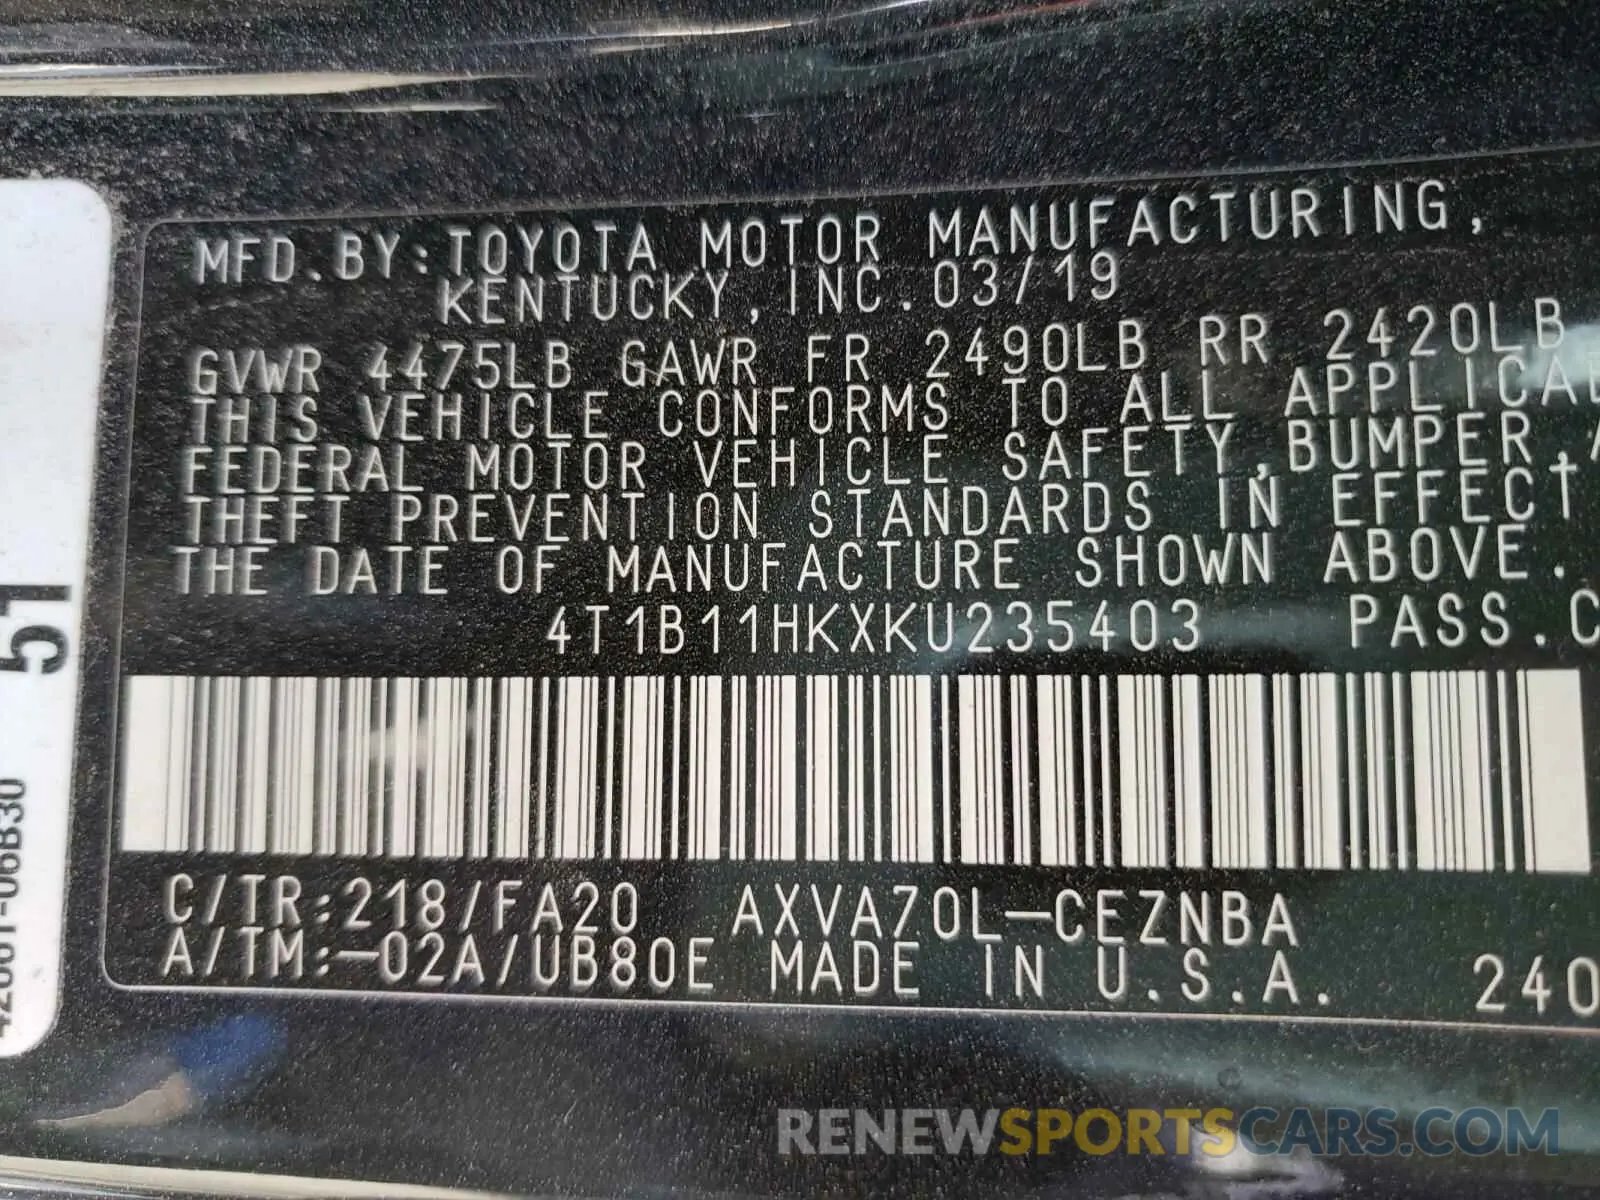 MFD.BY:TOYOTA MOTOR MANUFACTURING,
KENTUCKY,INC.03/19
GVWR 4475LB GAWR FR 2490LB RR 2420LB
THIS VEHICLE CONFORMS TO ALL APPLICAB
FEDERAL MOTOR VEHICLE SAFETY,BUMPER,A
THEFT PREVENTION STANDARDS IN EFFECT
THE DATE OF MANUFACTURE SHOWN ABOVE.
4T1B11HKXKU235403 PASS.C
C/TR:218/FA20 AXVA70L-CEZNBA
A/TM:-02A/UB80E MADE IN U.S.A. 240
51
RENEWSPORTSCARS.COM